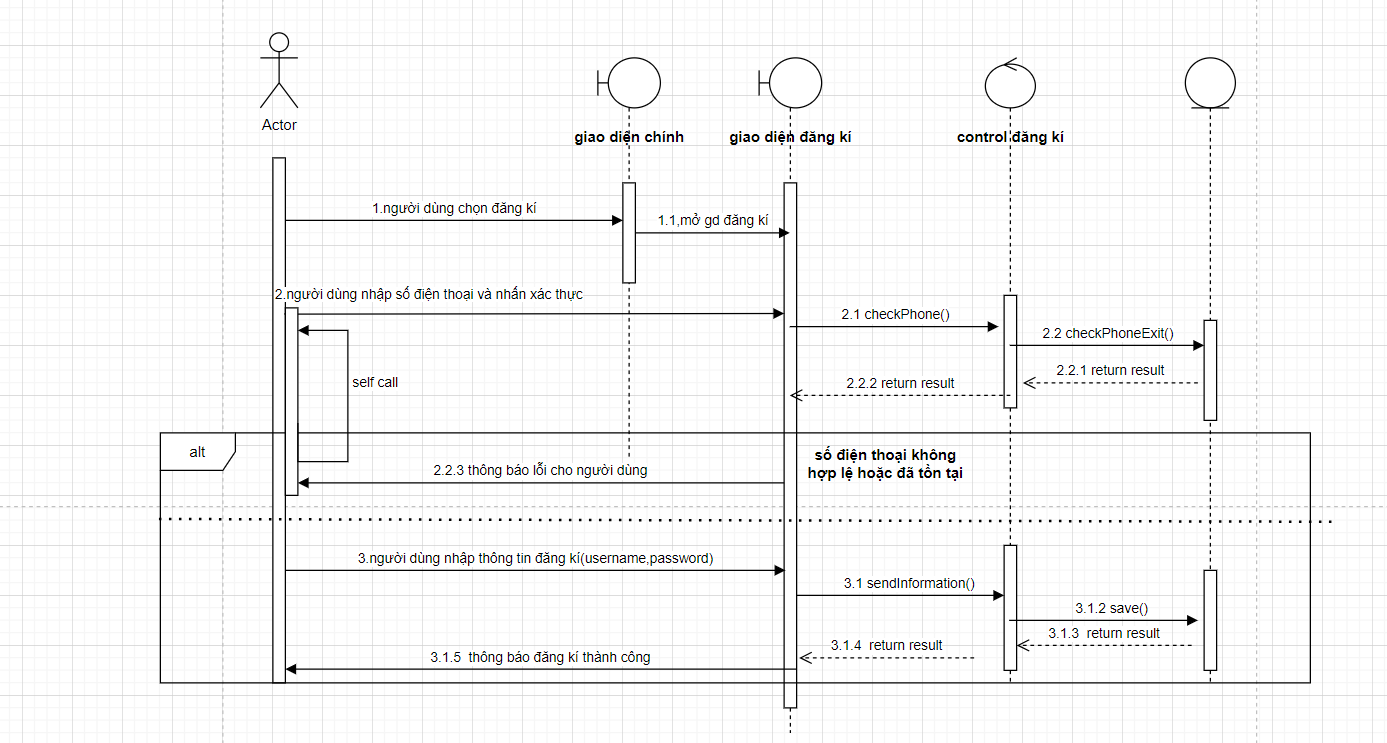 Actor
giao diện chính
giao diện đăng kí
control đăng kí
1.người dùng chọn đăng kí
1.1,mở gd đăng kí
2.người dùng nhập số điện thoại và nhấn xác thực
2.1 checkPhone()
2.2 checkPhoneExit()
2.2.1 return result
2.2.2 return result
self call
alt
số điện thoại không
hợp lệ hoặc đã tồn tại
2.2.3 thông báo lỗi cho người dùng
3.người dùng nhập thông tin đăng kí(username,password)
3.1 sendInformation()
3.1.2 save()
3.1.3 return result
3.1.4 return result
3.1.5 thông báo đăng kí thành công